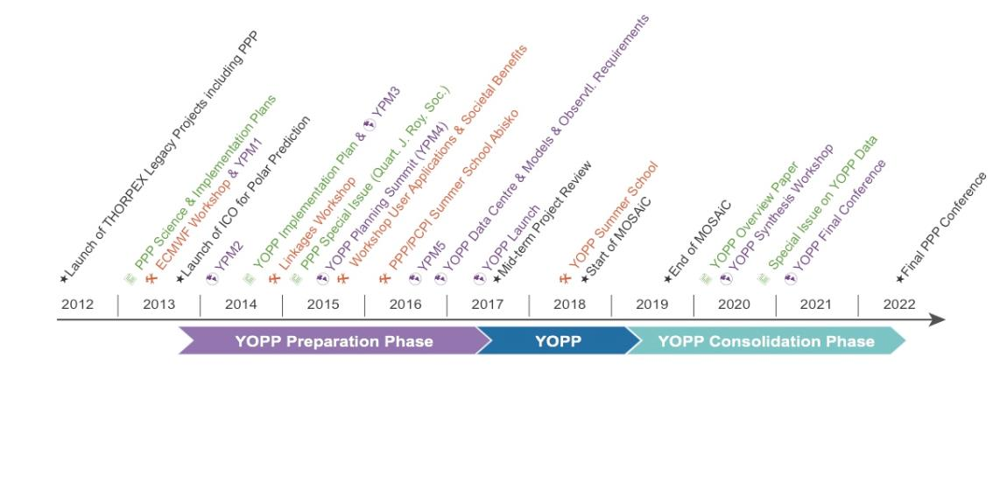 Launch of THORPEX Legacy Projects including PPP
PPP Science & Implementation Plans
ECMWF Workshop & YPM1
Launch of ICO for Polar Prediction
YPM2
YOPP Implementation Plan & YPM3
Linkages Workshop
PPP Special Issue (Quart. J. Roy. Soc.)
YOPP Planning Summit (YPM4)
Workshop User Applications & Societal Benefits
PPP/PCPI Summer School Abisko
YPM5
YOPP Data Centre & Models & Observtl. Requirements
YOPP Launch
Mid-term Project Review
YOPP Summer School
Start of MOSAiC
End of MOSAiC
YOPP Overview Paper
YOPP Synthesis Workshop
Special Issue on YOPP Data
YOPP Final Conference
Final PPP Conference
2012 2013 2014 2015 2016 2017 2018 2019 2020 2021 2022
YOPP Preparation Phase YOPP YOPP Consolidation Phase